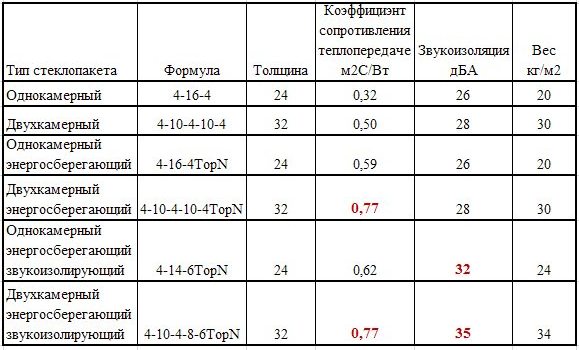 Тип стеклопакета Формула Толщина Коэффициэнт сопротивления теплопередаче м2С/Вт Звукоизоляция дБА Вес кг/м2
Однокамерный 4-16-4 24 0,32 26 20
Двухкамерный 4-10-4-10-4 32 0,50 28 30
Однокамерный энергосберегающий 4-16-4TopN 24 0,59 26 20
Двухкамерный энергосберегающий 4-10-4-10-4TopN 32 0,77 28 30
Однокамерный энергосберегающий звукоизолирующий 4-14-6TopN 24 0,62 32 24
Двухкамерный энергосберегающий звукоизолирующий 4-10-4-8-6TopN 32 0,77 35 34